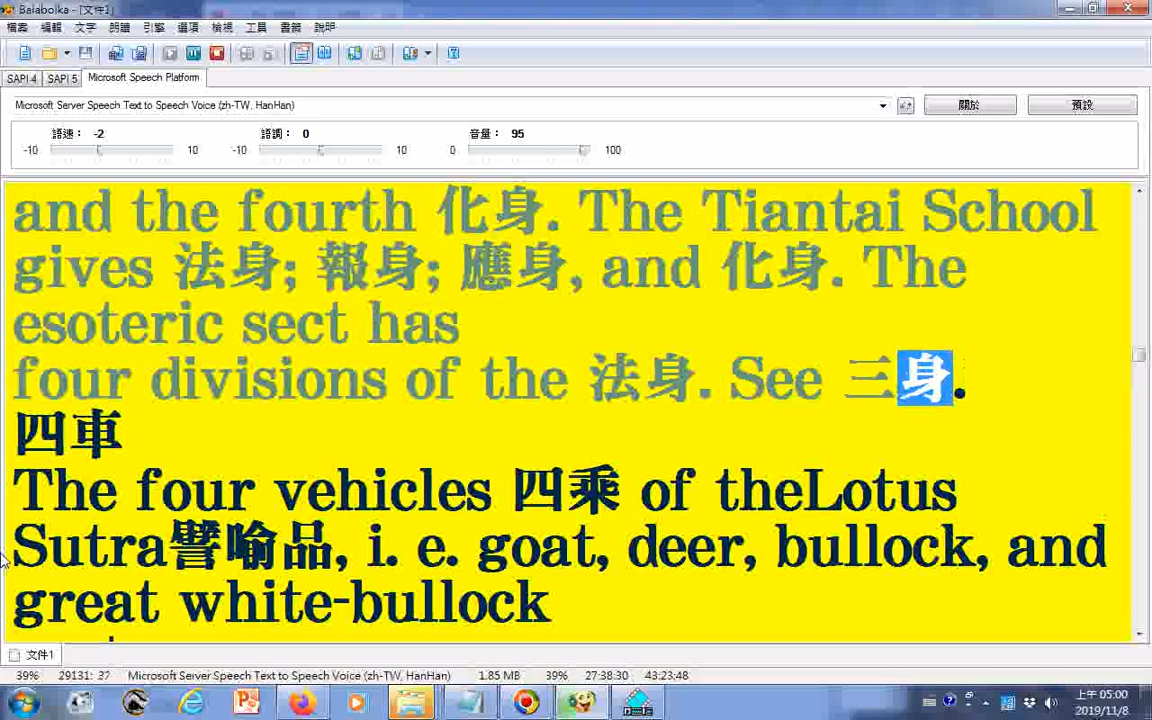 Balabolka - [文件1]
檔案 編輯 文字 朗讀 引擎 選項 檢視 工具 書籤 說明
SAPI 4 SAPI 5 Microsoft Speech Platform
Microsoft Server Speech Text to Speech Voice (zh-TW, HanHan) 關於 預設
語速： -2 語調： 0 音量： 95
-10 10 -10 10 0 100
and the fourth 化身. The Tiantai School
gives 法身; 報身; 應身, and 化身. The
esoteric sect has
four divisions of the 法身. See 三身.
四車
The four vehicles 四乘 of theLotus
Sutra譬喻品, i. e. goat, deer, bullock, and
great white-bullock
文件1
39% 29131: 37 Microsoft Server Speech Text to Speech Voice (zh-TW, HanHan) 1.85 MB 39% 27:38:30 43:23:48
上午 05:00
2019/11/8